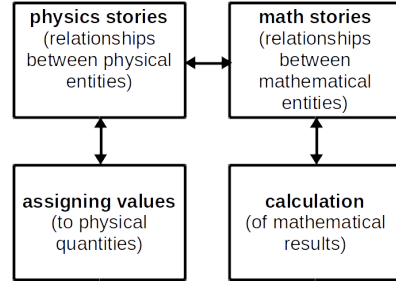 physics stories
(relationships
between physical
entities)
math stories
(relationships
between
mathematical
entities)
assigning values
(to physical
quantities)
calculation
(of mathematical
results)